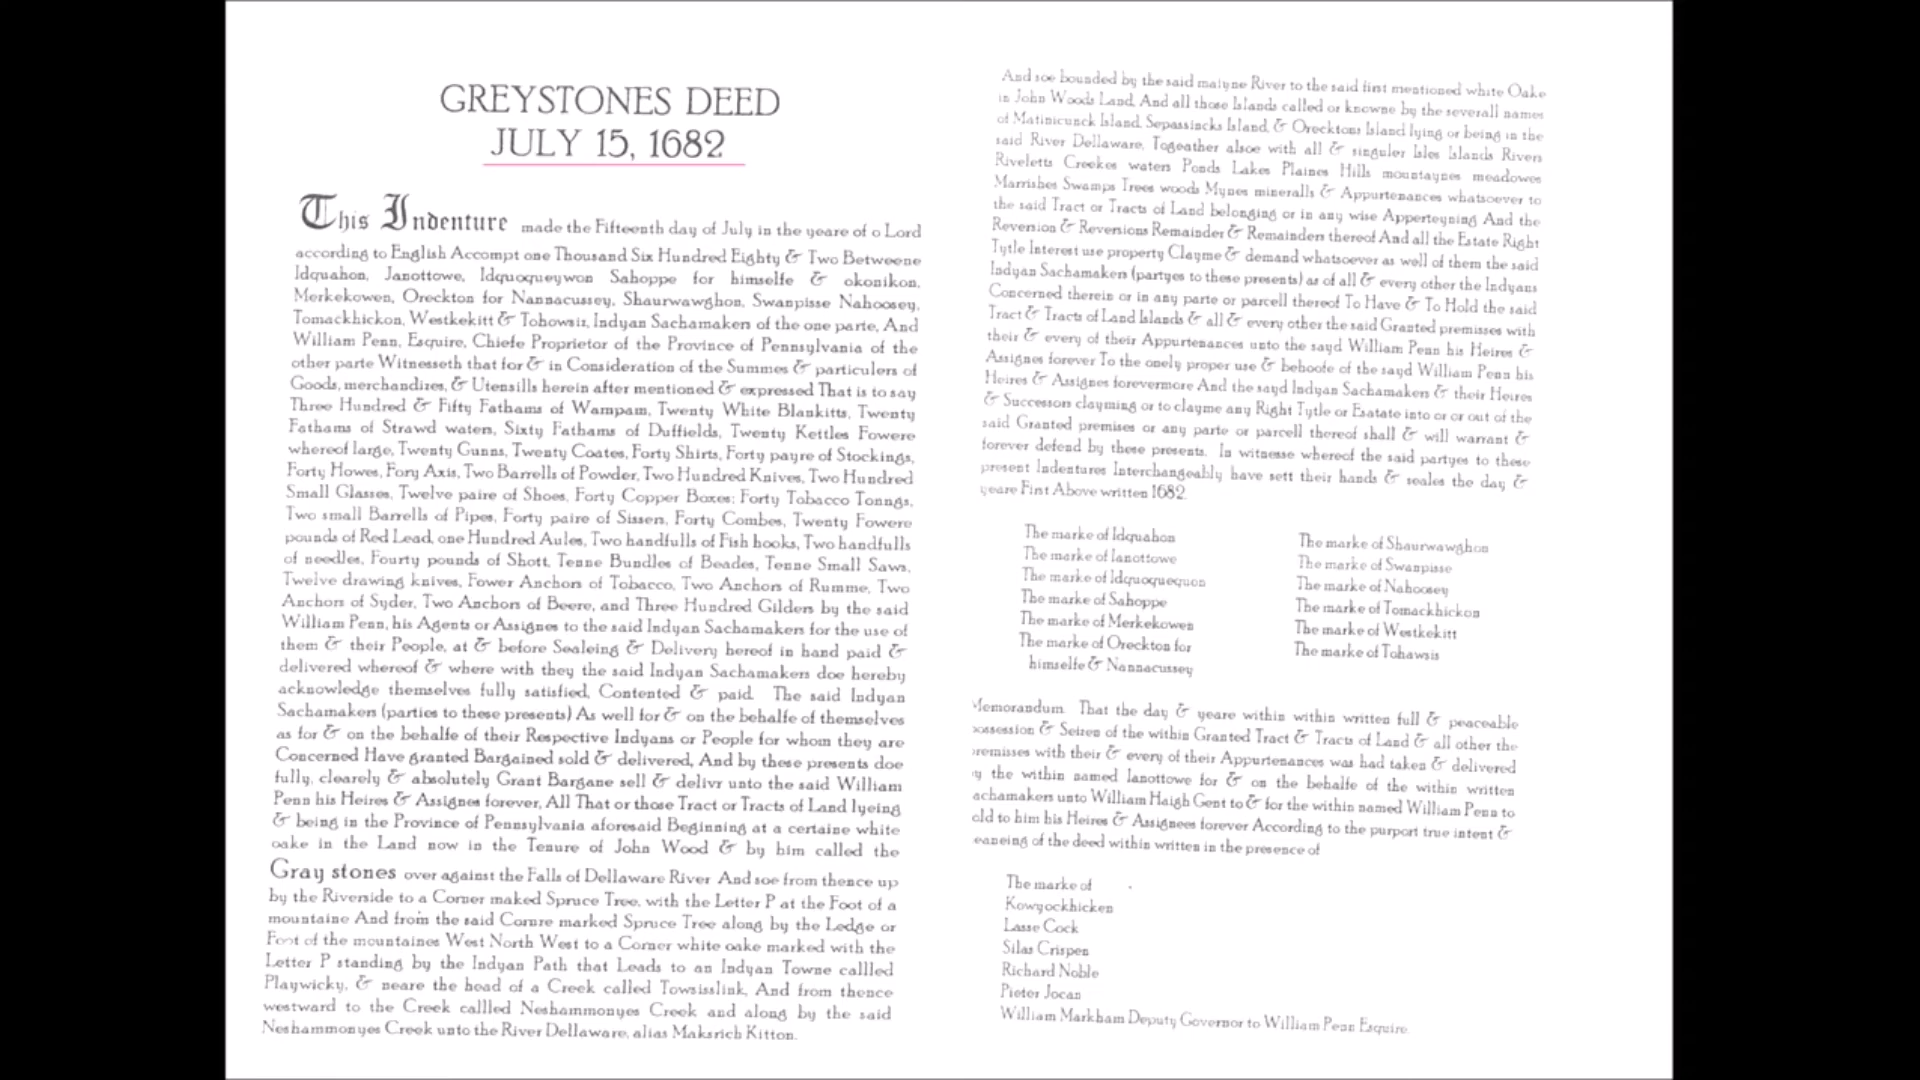 GREYSTONES DEED
JULY 15, 1682
This Indenture made the Fifteenth day of July in the yeare of o Lord
according to English Accompt one Thousand Six Hundred Eighty & Two Betweene
Idquahon, Janottowe, Idquoqueywon Sahoppe for himselfe & okonikon,
Merkekowen, Oreckton for Nannacussey, Shaurwawghon, Swanpisse Nahoosey,
Tomackhickon, Westkekitt & Tohowsis, Indyan Sachamakers of the one parte, And
William Penn, Esquire, Chiefe Proprietor of the Province of Pennsylvania of the
other parte Witnesseth that for & in Consideration of the Summes & particulers of
Goods, merchandizes, & Utensills herein after mentioned & expressed That is to say
Three Hundred & Fifty Fathams of Wampam, Twenty White Blankitts, Twenty
Fathams of Strawd waters, Sixty Fathams of Duffields, Twenty Kettles Fowere
whereof large, Twenty Gunns, Twenty Coates, Forty Shirts, Forty payre of Stockings,
Forty Howes, Fory Axis, Two Barrells of Powder, Two Hundred Knives, Two Hundred
Small Glasses, Twelve paire of Shoes, Forty Copper Boxes; Forty Tobacco Tonngs,
Two small Barrells of Pipes, Forty paire of Sissers, Forty Combes, Twenty Fowere
pounds of Red Lead, one Hundred Aules, Two handfulls of Fish hooks, Two handfulls
of needles, Fourty pounds of Shott, Tenne Bundles of Beades, Tenne Small Saws,
Twelve drawing knives, Fower Anchors of Tobacco, Two Anchors of Rumme, Two
Anchors of Syder, Two Anchors of Beere, and Three Hundred Gilders by the said
William Penn, his Agents or Assignes to the said Indyan Sachamakers for the use of
them & their People, at & before Sealeing & Delivery hereof in hand paid &
delivered whereof & where with they the said Indyan Sachamakers doe hereby
acknowledge themselves fully satisfied, Contented & paid. The said Indyan
Sachamakers (parties to these presents) As well for & on the behalfe of themselves
as for & on the behalfe of their Respective Indyans or People for whom they are
Concerned Have granted Bargained sold & delivered, And by these presents doe
fully, clearely & absolutely Grant Bargane sell & delivr unto the said William
Penn his Heires & Assignes forever, All That or those Tract or Tracts of Land lyeing
& being in the Province of Pennsylvania aforesaid Beginning at a certaine white
oake in the Land now in the Tenure of John Wood & by him called the
Gray stones over against the Falls of Dellaware River And soe from thence up
by the Riverside to a Corner maked Spruce Tree, with the Letter P at the Foot of a
mountaine And from the said Cornre marked Spruce Tree along by the Ledge or
Foot of the mountaines West North West to a Corner white oake marked with the
Letter P standing by the Indyan Path that Leads to an Indyan Towne callled
Playwicky, & neare the head of a Creek called Towsisslink, And from thence
westward to the Creek callled Neshammonyes Creek and along by the said
Neshammonyes Creek unto the River Dellaware, alias Makerick Kitton.
And soe bounded by the said maiyne River to the said first mentioned white Oake
in John Woods Land. And all those Islands called or knowne by the severall names
of Matinicunck Island, Sepassincks Island, & Orecktons Island lying or being in the
said River Dellaware, Togeather alsoe with all & singuler Isles Islands Rivers
Riveletts Creekes waters Ponds Lakes Plaines Hills mountaynes meadowes
Marrishes Swamps Trees woods Mynes mineralls & Appurtenances whatsoever to
the said Tract or Tracts of Land belonging or in any wise Apperteyning And the
Reversion & Reversions Remainder & Remainders thereof And all the Estate Right
Tytle Interest use property Clayme & demand whatsoever as well of them the said
Indyan Sachamakers (partyes to these presents) as of all & every other the Indyans
Concerned therein or in any parte or parcell thereof To Have & To Hold the said
Tract & Tracts of Land Islands & all & every other the said Granted premisses with
their & every of their Appurtenances unto the sayd William Penn his Heires &
Assignes forever To the onely proper use & behoofe of the sayd William Penn his
Heires & Assignes forevermore And the sayd Indyan Sachamakers & their Heires
& Successors clayming or to clayme any Right Tytle or Esatate into or or out of the
said Granted premises or any parte or parcell thereof shall & will warrant &
forever defend by these presents. In witnesse whereof the said partyes to these
present Indentures Interchangeably have sett their hands & seales the day &
yeare First Above written 1682.
The marke of Idquahon
The marke of Ianottowe
The marke of Idquoquequon
The marke of Sahoppe
The marke of Merkekowen
The marke of Oreckton for
himselfe & Nannacussey
The marke of Shaurwawghon
The marke of Swanpisse
The marke of Nahoosey
The marke of Tomackhickon
The marke of Westkekitt
The marke of Tohawsis
Memorandum. That the day & yeare within within written full & peaceable
possession & Seizen of the within Granted Tract & Tracts of Land & all other the
premisses with their & every of their Appurtenances was had taken & delivered
y the within named Ianottowe for & on the behalfe of the within written
achamakers unto William Haigh Gent to & for the within named William Penn to
old to him his Heires & Assignees forever According to the purport true intent &
eaneing of the deed within written in the presence of
The marke of
Kowyockhicken
Lasse Cock
Silas Crispen
Richard Noble
Pieter Jocan
William Markham Deputy Governor to William Penn Esquire.